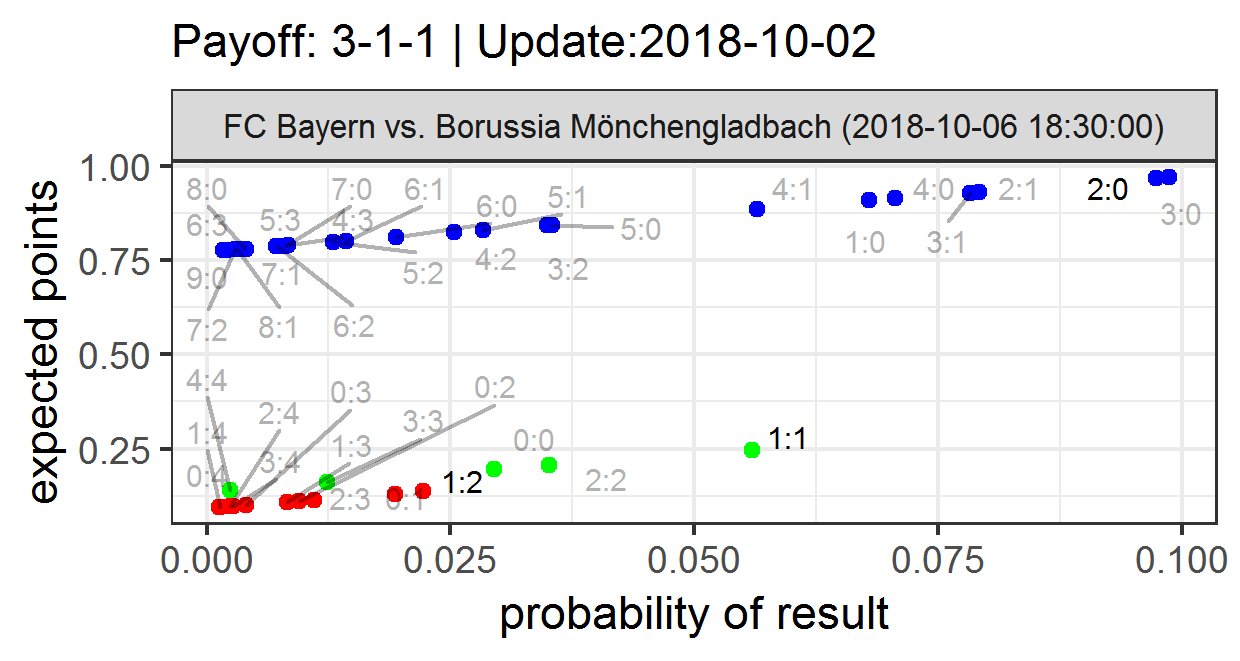 Payoff: 3-1-1 | Update:2018-10-02
FC Bayern vs. Borussia Mönchengladbach (2018-10-06 18:30:00)
expected points
1.00
0.75
0.50
0.25
8:0 7:0 6:1 5:1 4:1 4:0 2:1 2:0
6:3 5:3 4:3 6:0 5:0 1:0 3:1 3:0
9:0 7:1 5:2 4:2 3:2
7:2 8:1 6:2
4:4 0:3 0:2
1:4 2:4 3:3 0:0 1:1
0:4 3:4 1:3 1:2 2:2
2:3 0:1
0.000 0.025 0.050 0.075 0.100
probability of result